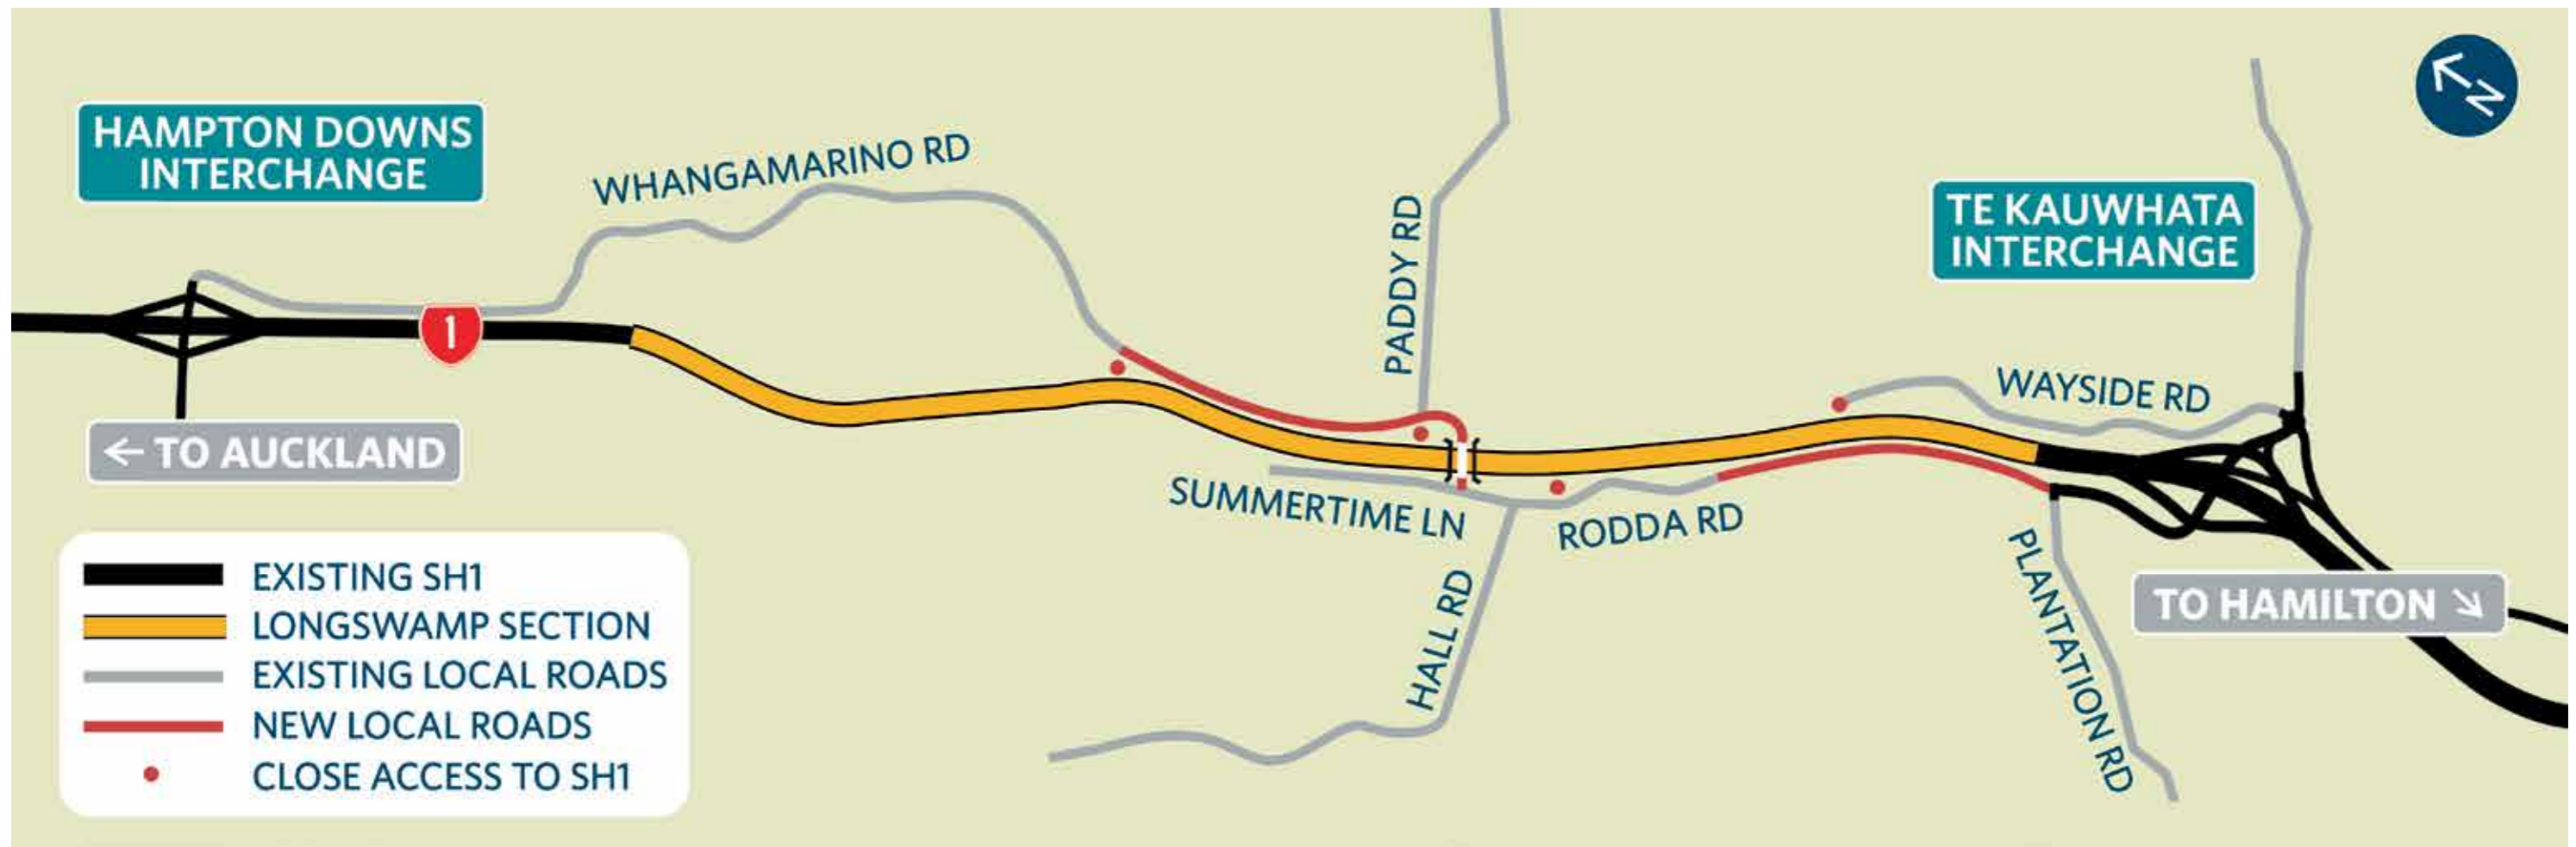 HAMPTON DOWNS
INTERCHANGE
WHANGAMARINO RD
PADDY RD
N
TE KAUWHATA
INTERCHANGE
1
WAYSIDE RD
← TO AUCKLAND
SUMMERTIME LN
RODDA RD
HALL RD
PLANTATION RD
TO HAMILTON ↘
EXISTING SH1
LONGSWAMP SECTION
EXISTING LOCAL ROADS
NEW LOCAL ROADS
CLOSE ACCESS TO SH1